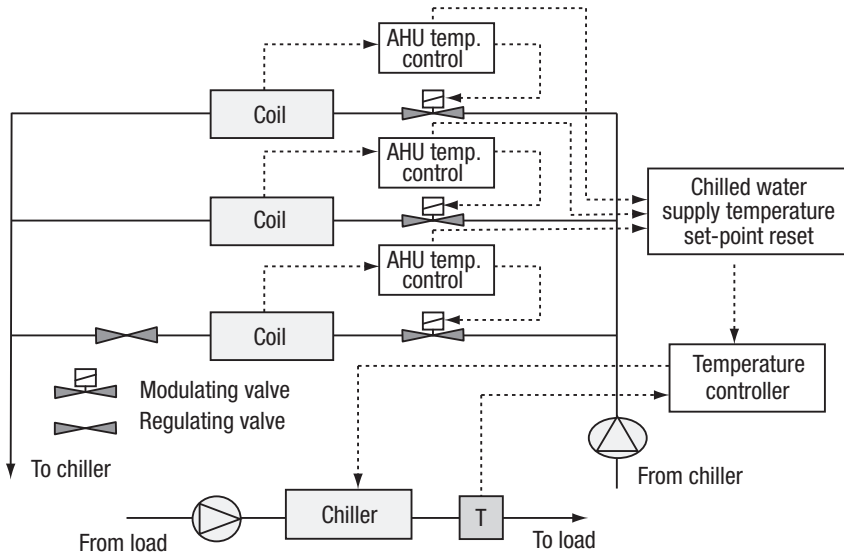 AHU temp.
control
Coil
AHU temp.
control
Coil
Chilled water
supply temperature
set-point reset
AHU temp.
control
Coil
Temperature
controller
Modulating valve
Regulating valve
To chiller
From chiller
Chiller
T
From load
To load